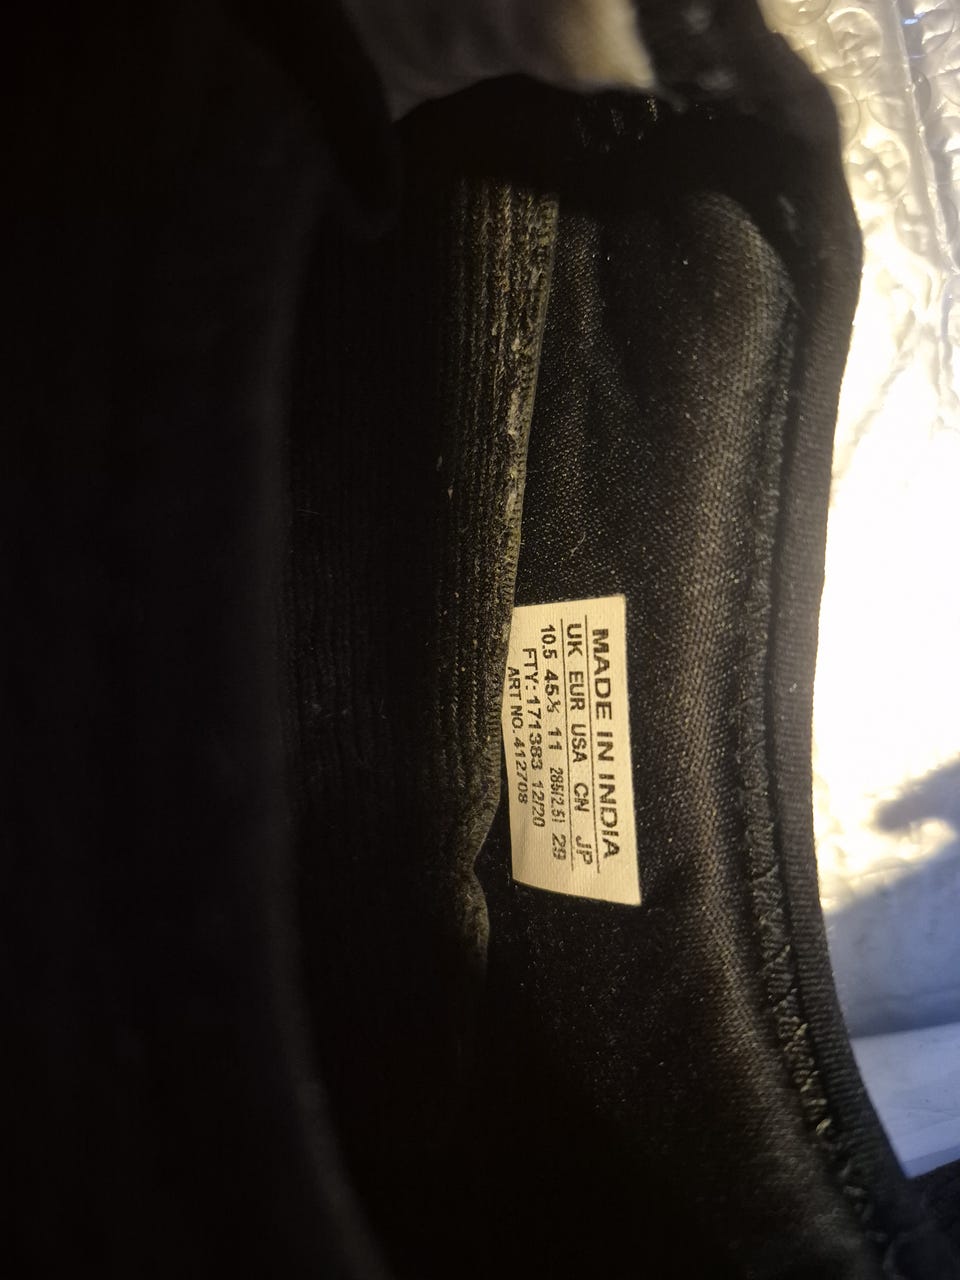 MADE IN INDIA
UK EUR USA CN JP
10.5 45⅓ 11 285(2.5) 29
FTY:171383 12/20
ART NO. 412708